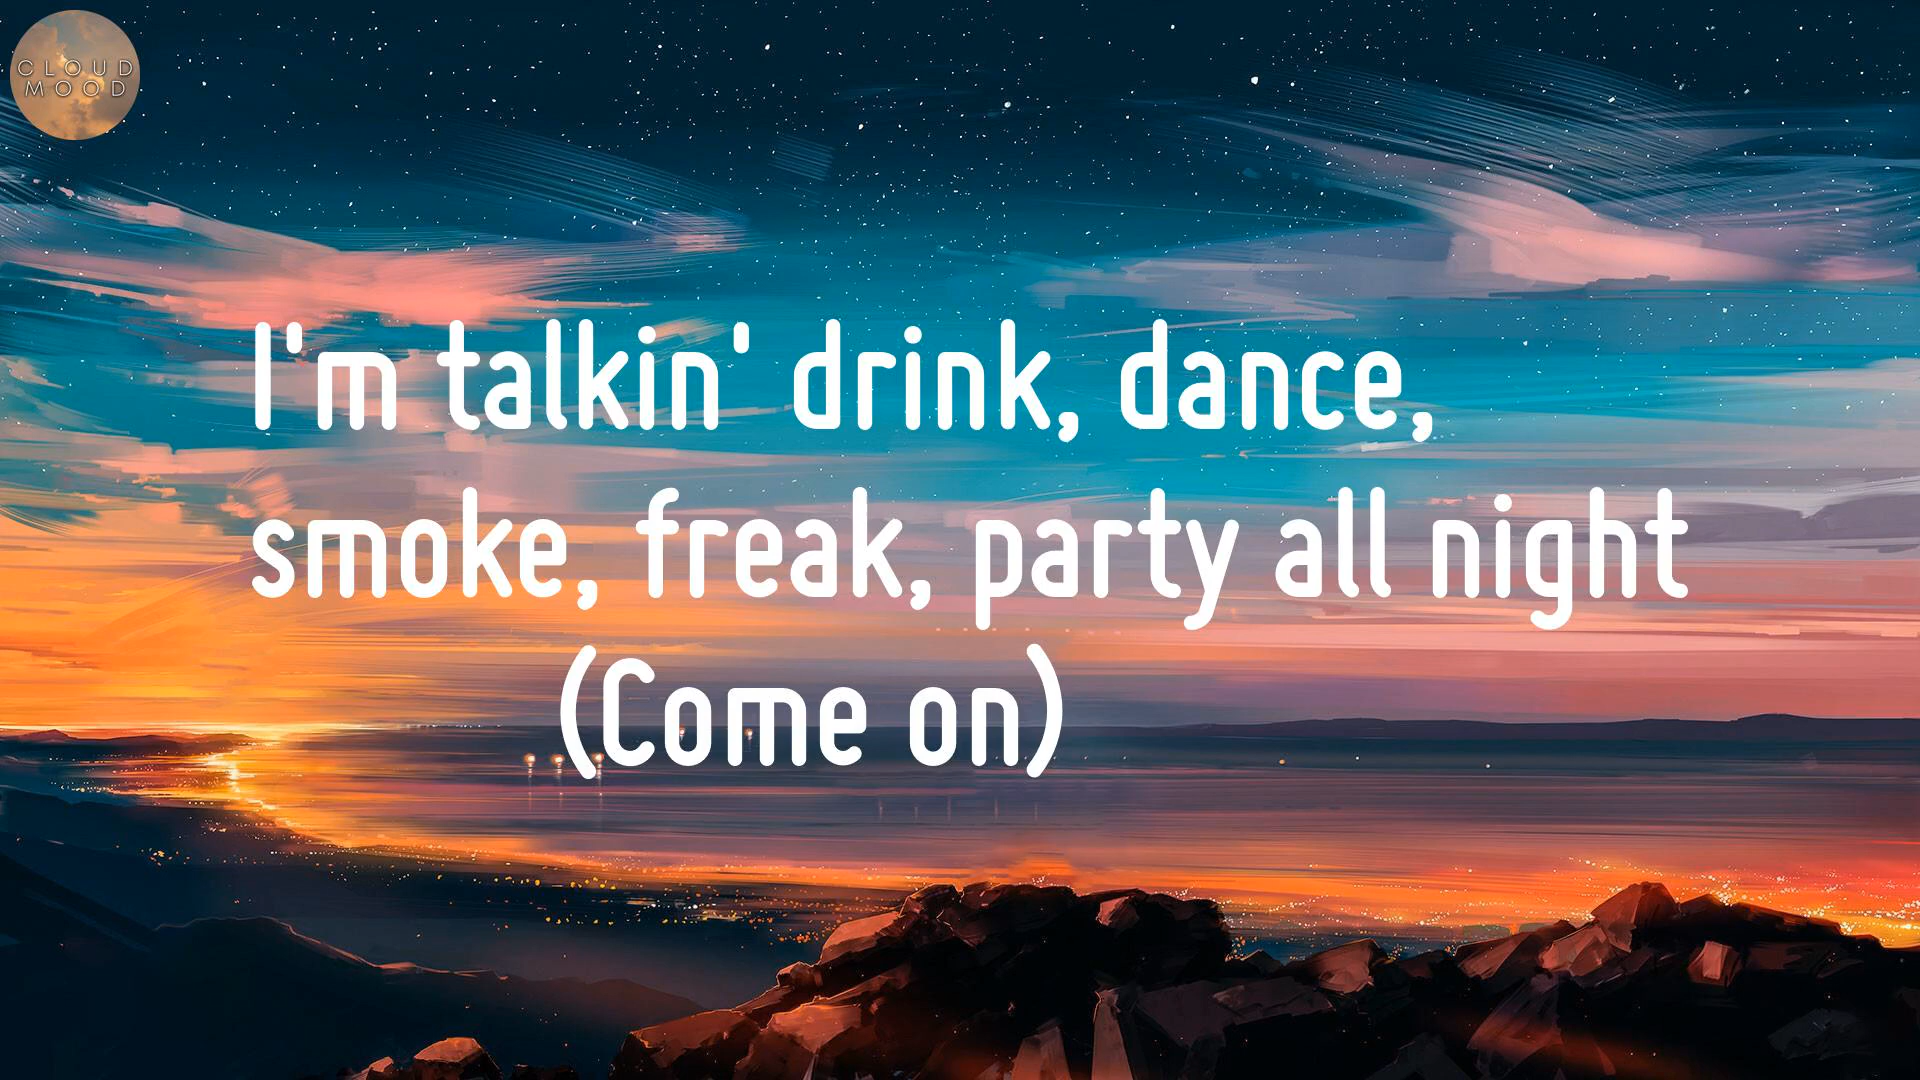 CLOUD
MOOD
I'm talkin' drink, dance,
smoke, freak, party all night
(Come on)